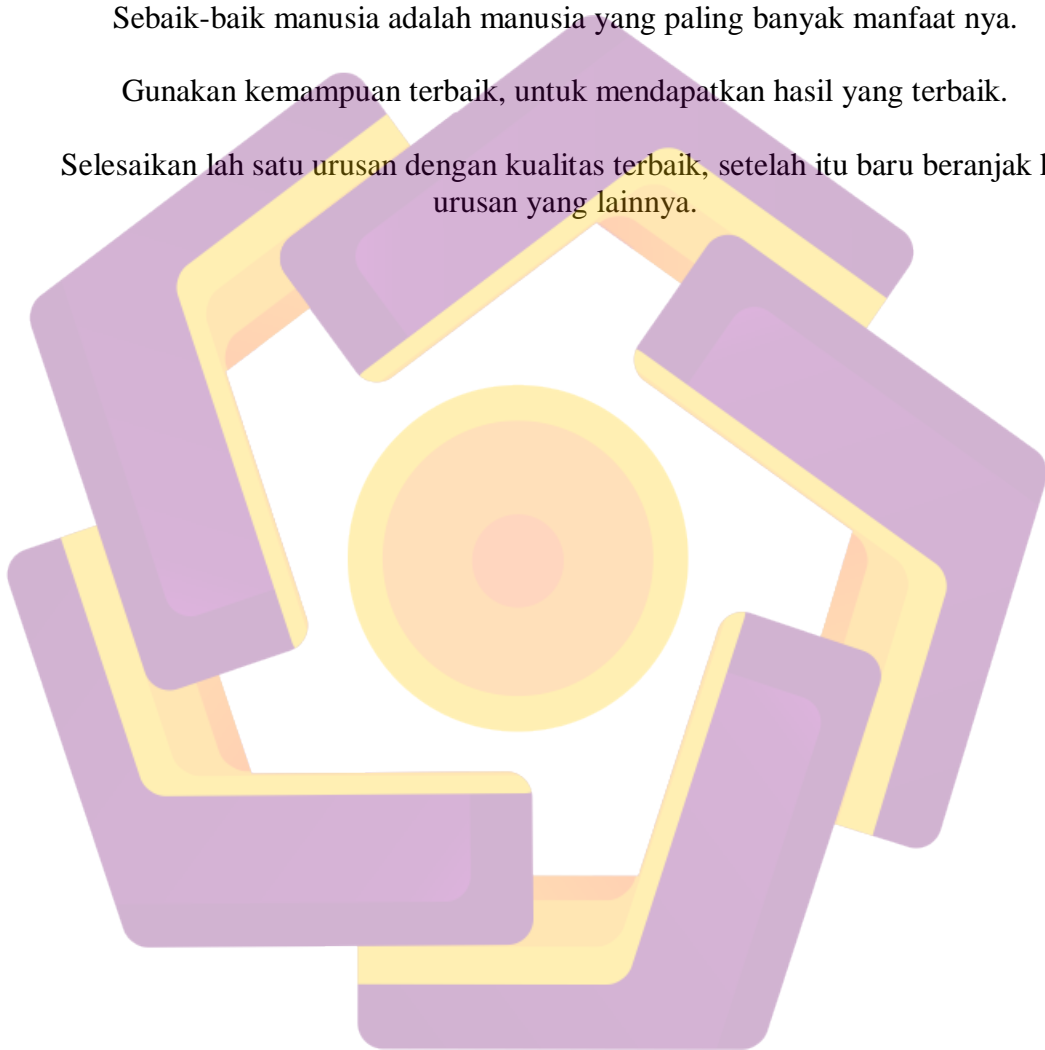 Sebaik-baik manusia adalah manusia yang paling banyak manfaat nya.
Gunakan kemampuan terbaik, untuk mendapatkan hasil yang terbaik.
Selesaikan lah satu urusan dengan kualitas terbaik, setelah itu baru beranjak
urusan yang lainnya.